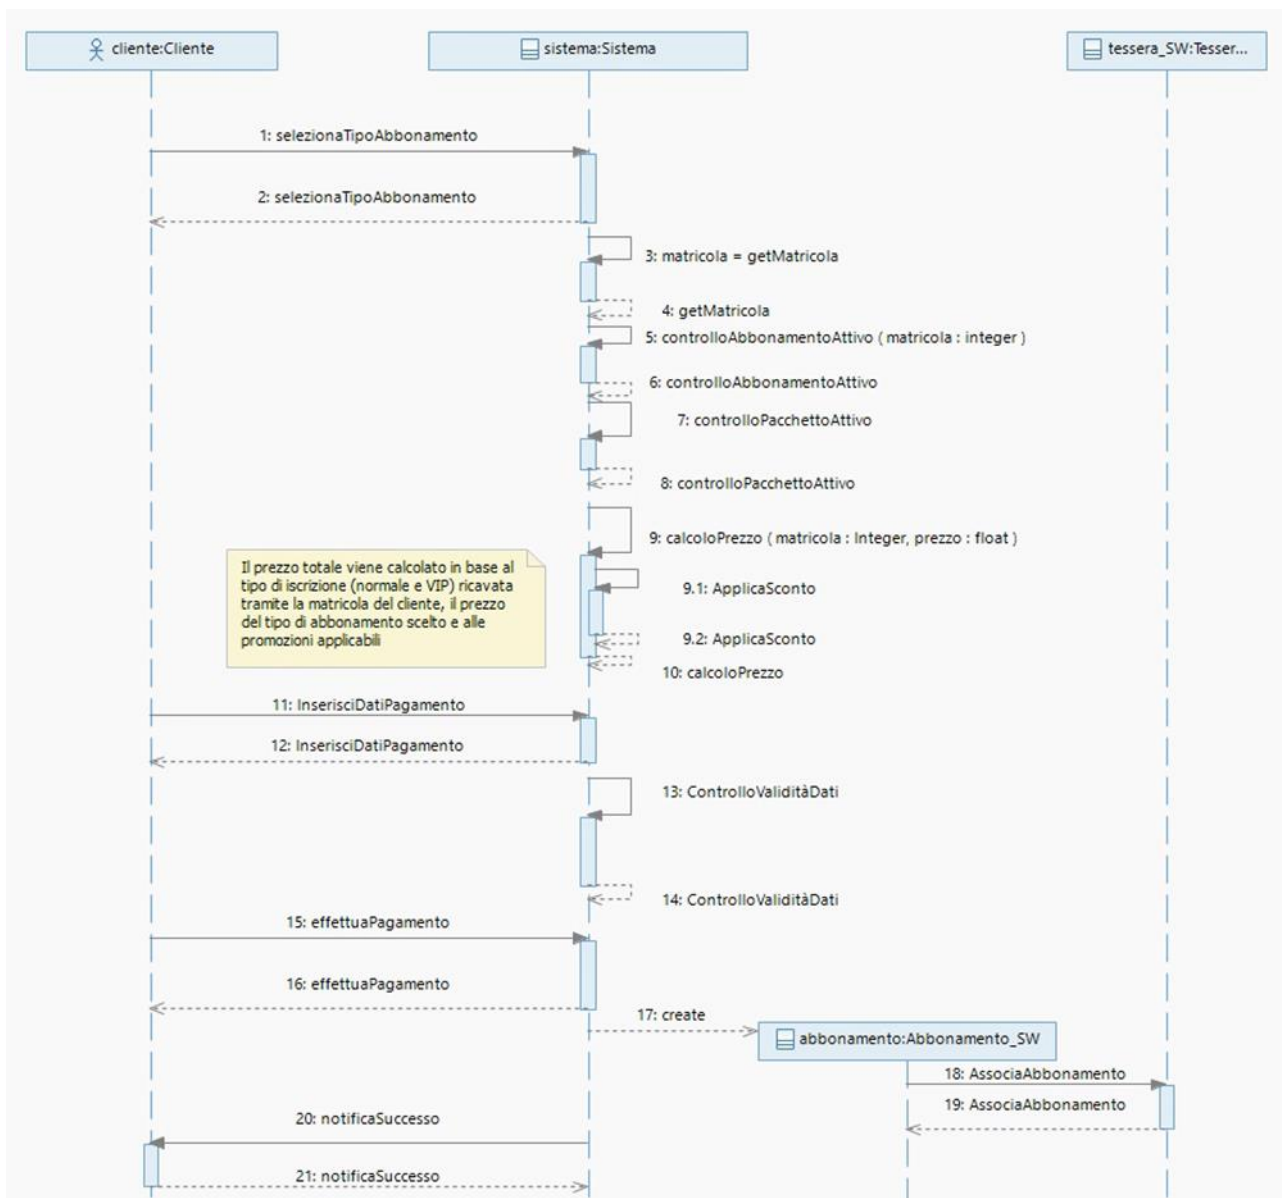 cliente:Cliente
sistema:Sistema
tessera_SW:Tesser...
1: selezionaTipoAbbonamento
2: selezionaTipoAbbonamento
3: matricola = getMatricola
4: getMatricola
5: controlloAbbonamentoAttivo ( matricola : integer )
6: controlloAbbonamentoAttivo
7: controlloPacchettoAttivo
8: controlloPacchettoAttivo
9: calcoloPrezzo ( matricola : Integer, prezzo : float )
Il prezzo totale viene calcolato in base al
tipo di iscrizione (normale e VIP) ricavata
tramite la matricola del cliente, il prezzo
del tipo di abbonamento scelto e alle
promozioni applicabili
9.1: ApplicaSconto
9.2: ApplicaSconto
10: calcoloPrezzo
11: InserisciDatiPagamento
12: InserisciDatiPagamento
13: ControlloValiditàDati
14: ControlloValiditàDati
15: effettuaPagamento
16: effettuaPagamento
17: create
abbonamento:Abbonamento_SW
18: AssociaAbbonamento
19: AssociaAbbonamento
20: notificaSuccesso
21: notificaSuccesso